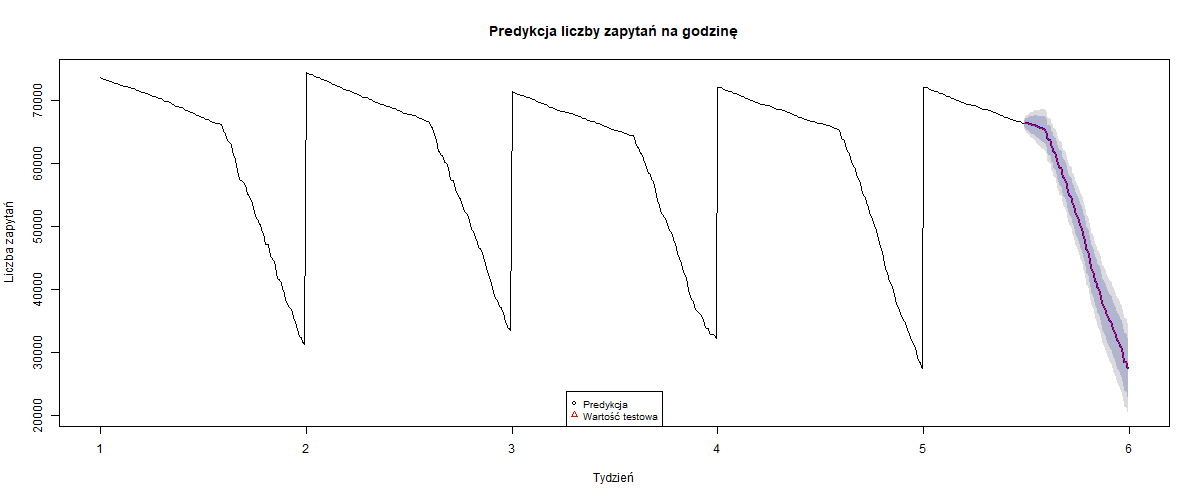 Predykcja liczby zapytań na godzinę
Liczba zapytań
70000
60000
50000
40000
30000
20000
Predykcja
Wartość testowa
1 2 3 4 5 6
Tydzień